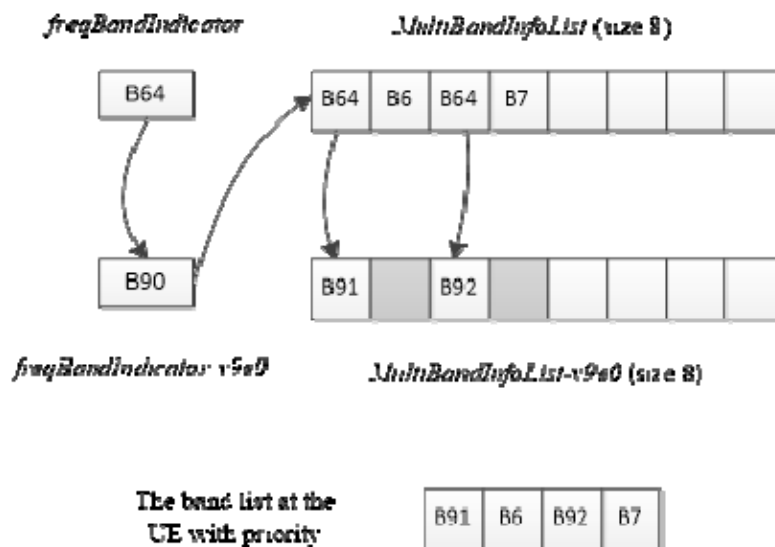 freqBandIndicator
MultiBandInfoList (size 8)
B64
B64 B6 B64 B7
B90
B91 B92
freqBandIndicator-v9e0
MultiBandInfoList-v9e0 (size 8)
The band list at the
UE with priority
B91 B6 B92 B7